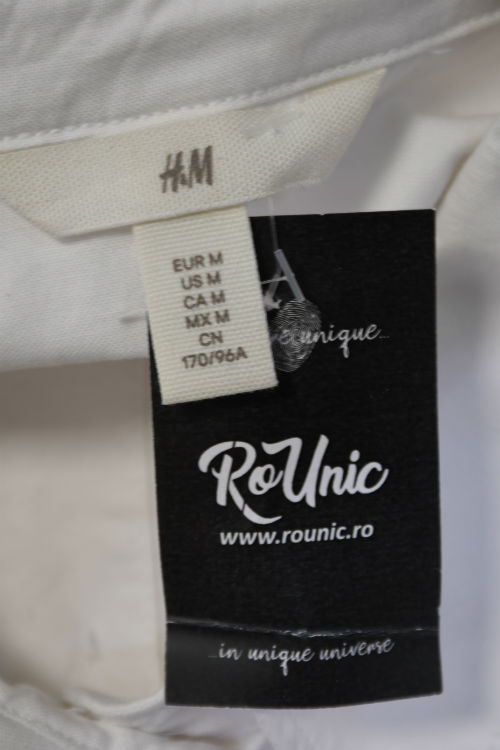 H&M
EUR M
US M
CA M
MX M
CN
170/96A
unique...
RoUnic
www.rounic.ro
...in unique universe